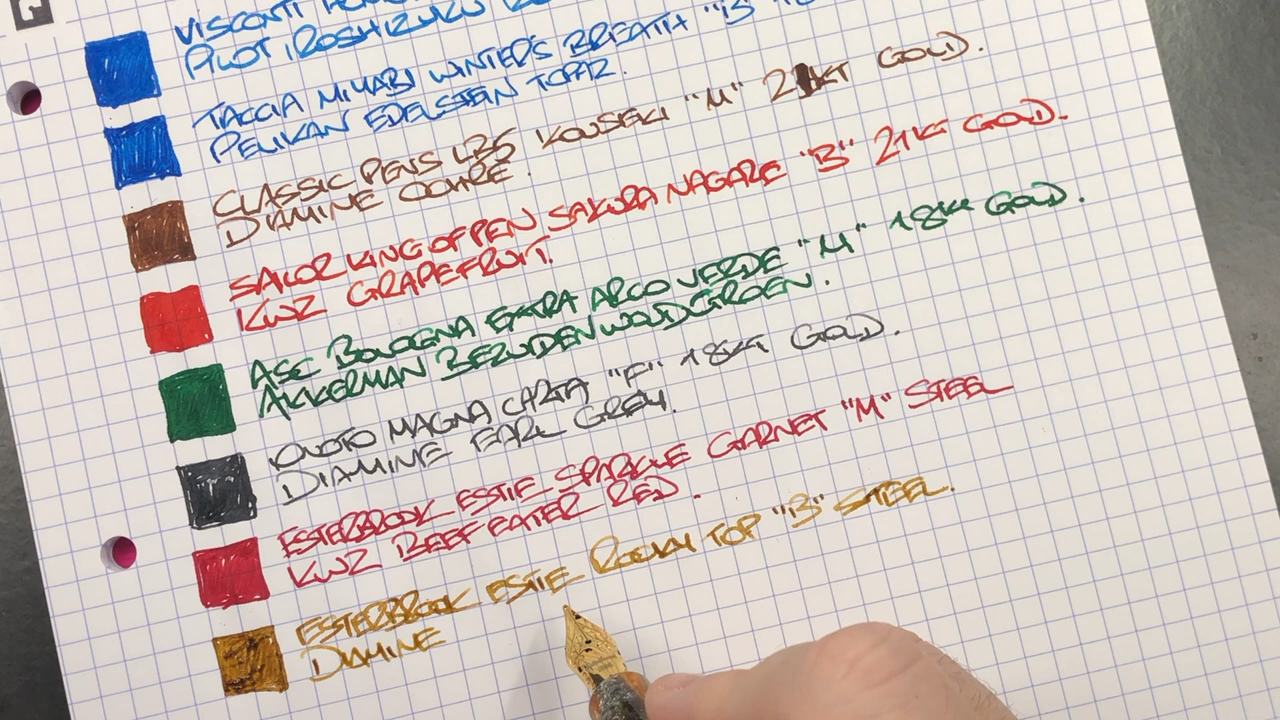 VISCONTI
PILOT IROSHIZUKU
TACCIA MIYABI WINTER'S BREATH "B"
PELIKAN EDELSTEIN TOPAZ.
CLASSIC PENS LB5 KOUSEKI "M" 21KT GOLD.
DIAMINE OCHRE.
SAILOR KING OF PEN SAKURA NAGARE "B" 21KT GOLD.
KWZ GRAPEFRUIT.
ASC BOLOGNA EXTRA ARCO VERDE "M" 18KT GOLD.
AKKERMAN BEZUIDENWOUDGROEN.
ONOTO MAGNA CARTA "F" 18KT GOLD.
DIAMINE EARL GREY.
ESTERBROOK ESTIE SPARKLE GARNET "M" STEEL
KWZ BEEFEATER RED.
ESTERBROOK ESTIE ROCKY TOP "B" STEEL.
DIAMINE